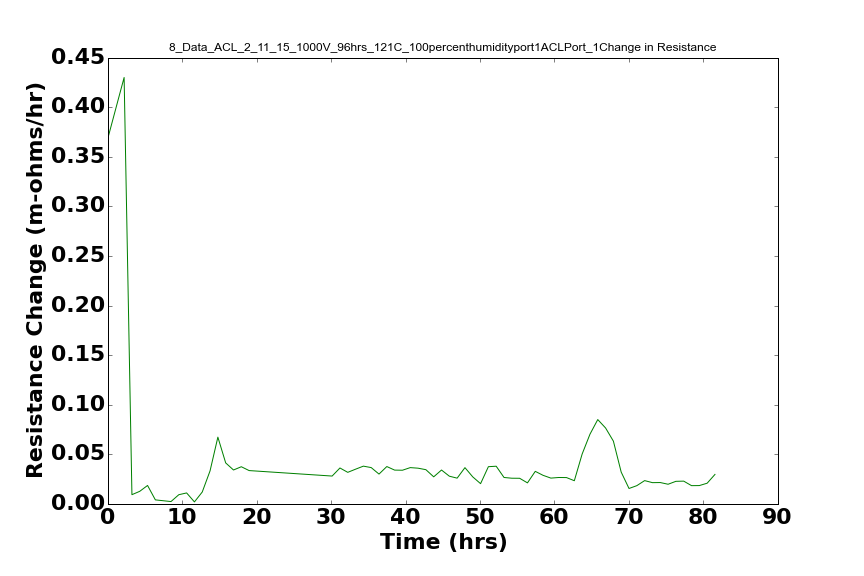 8_Data_ACL_2_11_15_1000V_96hrs_121C_100percenthumidityport1ACLPort_1Change in Resistance
0.45
0.40
0.35
0.30
0.25
0.20
0.15
0.10
0.05
0.00
Resistance Change (m-ohms/hr)
0 10 20 30 40 50 60 70 80 90
Time (hrs)